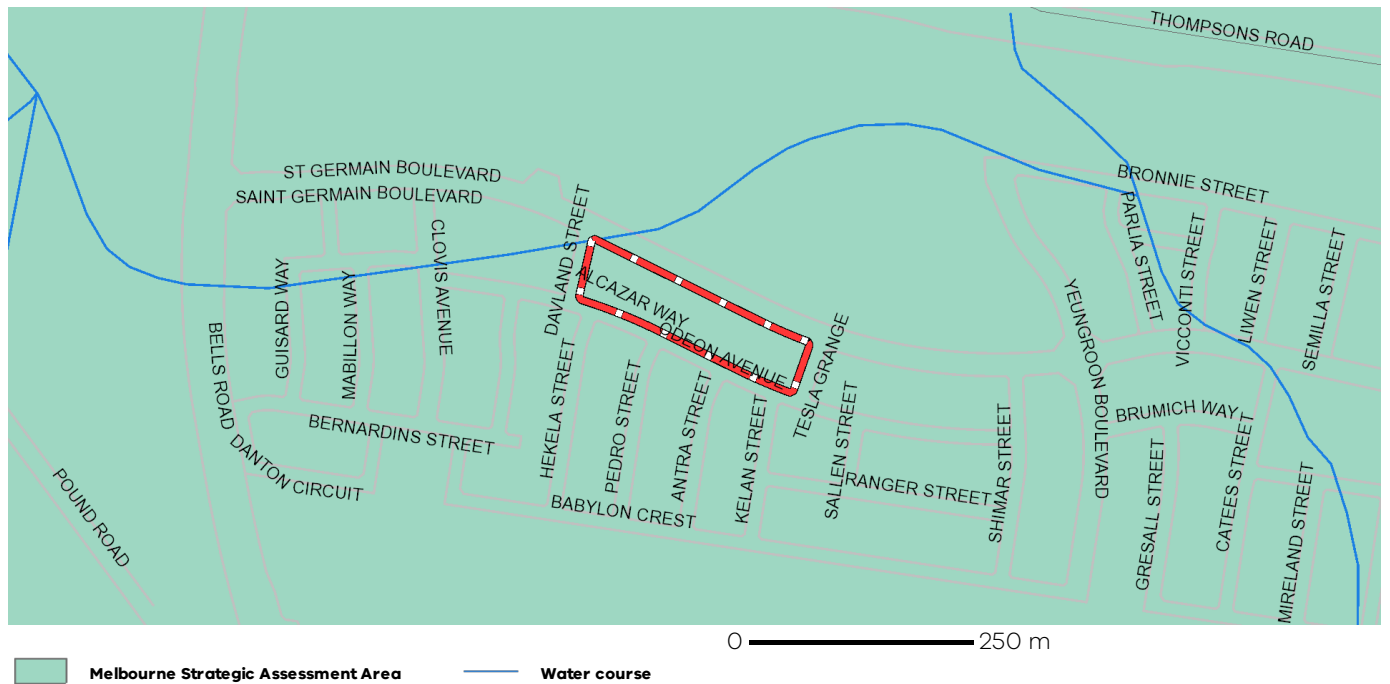 THOMPSONS ROAD
ST GERMAIN BOULEVARD
SAINT GERMAIN BOULEVARD
BRONNIE STREET
DAVLAND STREET
CLOVIS AVENUE
PARLIA STREET
VICCONTI STREET
LIWEN STREET
SEMILLA STREET
GUISARD WAY
MABILLON WAY
ALCAZAR WAY
ODEON AVENUE
TESLA GRANGE
YEUNGROON BOULEVARD
BELLS ROAD
HEKELA STREET
PEDRO STREET
ANTRA STREET
KELAN STREET
SALLEN STREET
SHIMAR STREET
BRUMICH WAY
BERNARDINS STREET
DANTON CIRCUIT
RANGER STREET
GRESALL STREET
CATEES STREET
MIRELAND STREET
POUND ROAD
BABYLON CREST
0 250 m
Melbourne Strategic Assessment Area
Water course